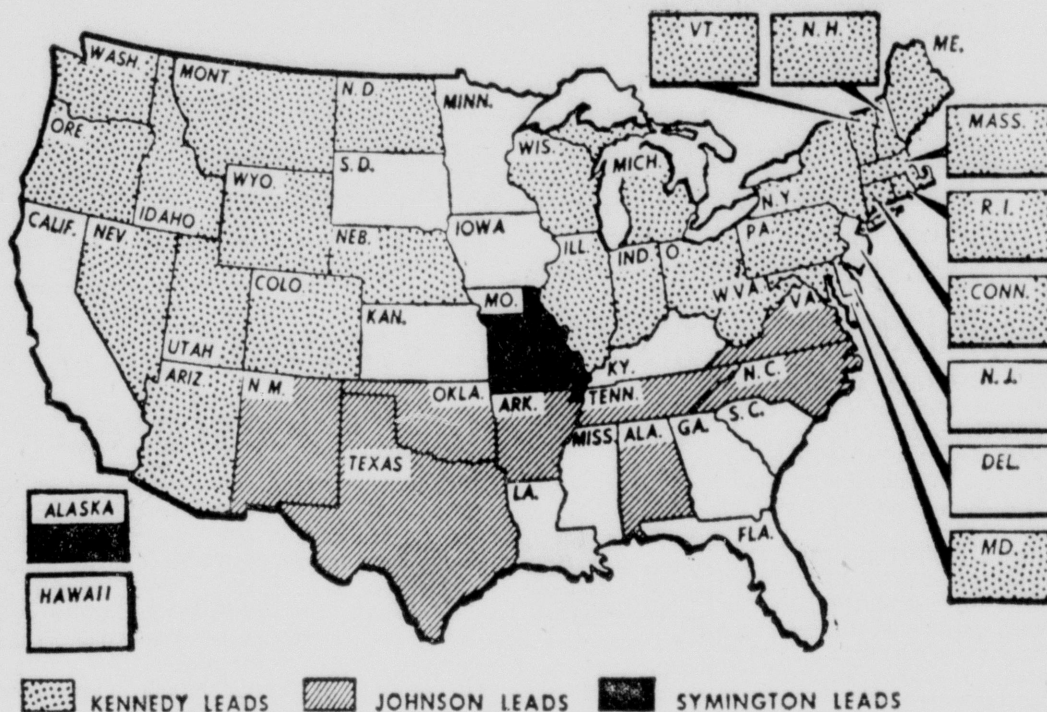 VT.
N.H.
ME.
WASH.
MONT.
N.D.
MINN.
MASS.
ORE.
S.D.
WIS.
MICH.
N.Y.
IDAHO
WYO.
R.I.
CALIF.
NEV.
NEB.
IOWA
ILL.
IND.
O.
PA.
W.VA.
VA.
CONN.
COLO.
MO.
UTAH
KAN.
KY.
N.J.
ARIZ.
N.M.
OKLA.
ARK.
TENN.
N.C.
S.C.
MISS.
ALA.
GA.
DEL.
TEXAS
LA.
FLA.
ALASKA
MD.
HAWAII
KENNEDY LEADS JOHNSON LEADS SYMINGTON LEADS